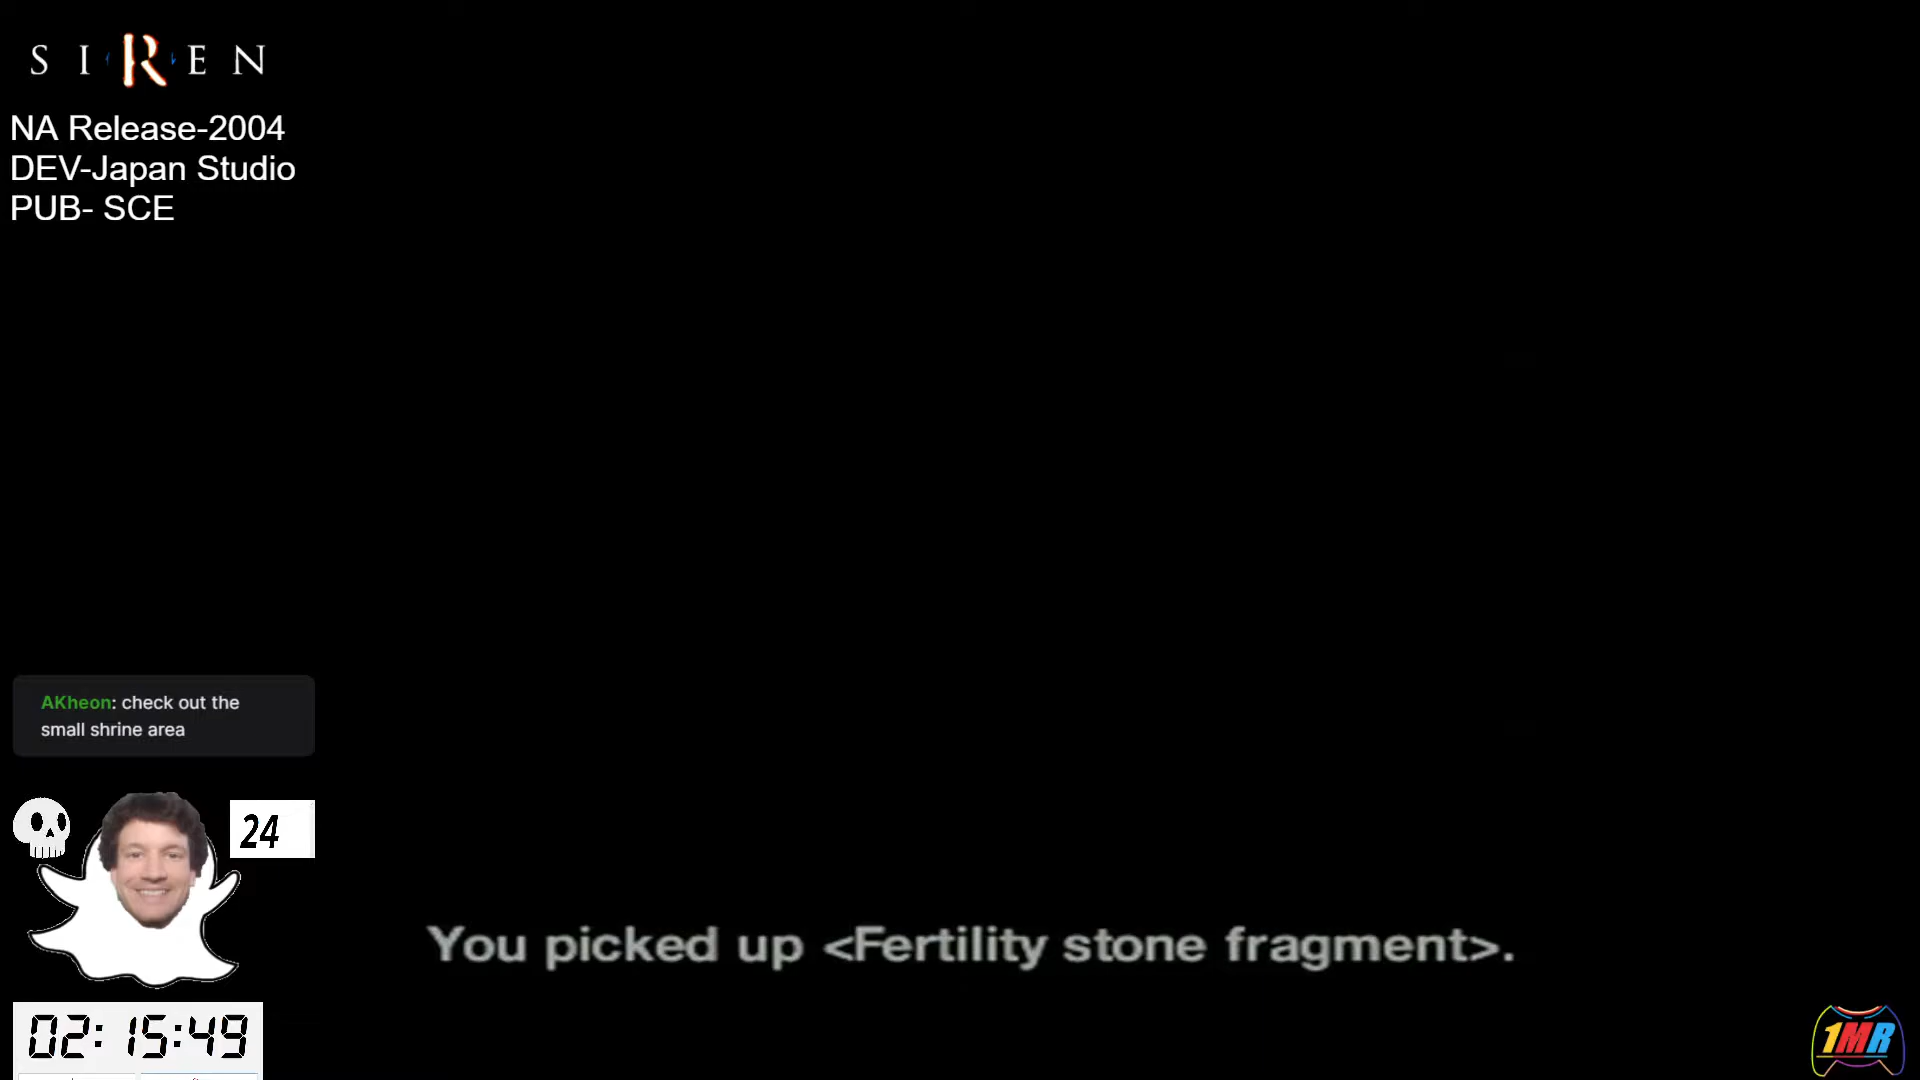 SIREN
NA Release-2004
DEV-Japan Studio
PUB- SCE
AKheon: check out the
small shrine area
24
You picked up <Fertility stone fragment>.
02:15:49
1MR